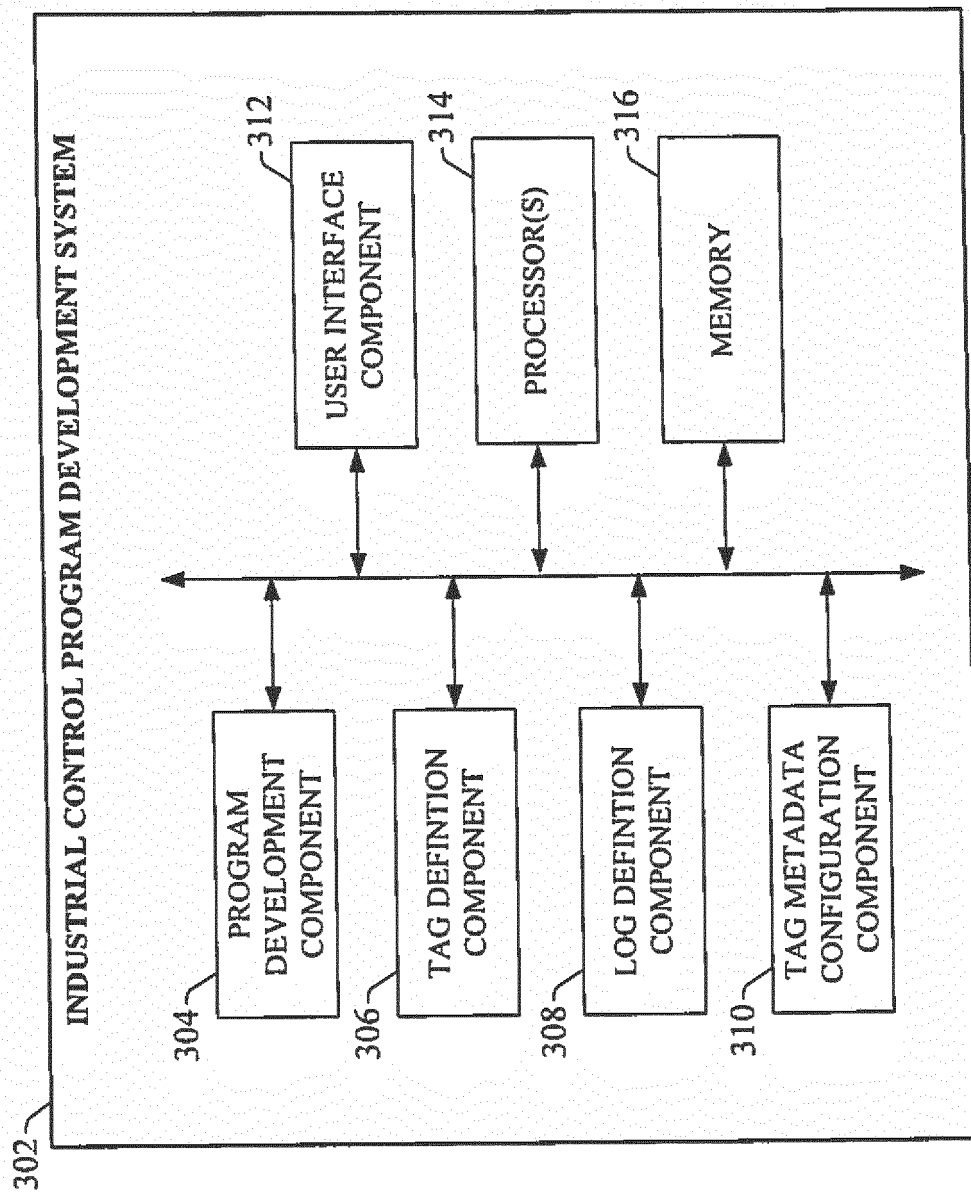 302
INDUSTRIAL CONTROL PROGRAM DEVELOPMENT SYSTEM
304
PROGRAM
DEVELOPMENT
COMPONENT
306
TAG DEFINTION
COMPONENT
308
LOG DEFINTION
COMPONENT
310
TAG METADATA
CONFIGURATION
COMPONENT
312
USER INTERFACE
COMPONENT
314
PROCESSOR(S)
316
MEMORY